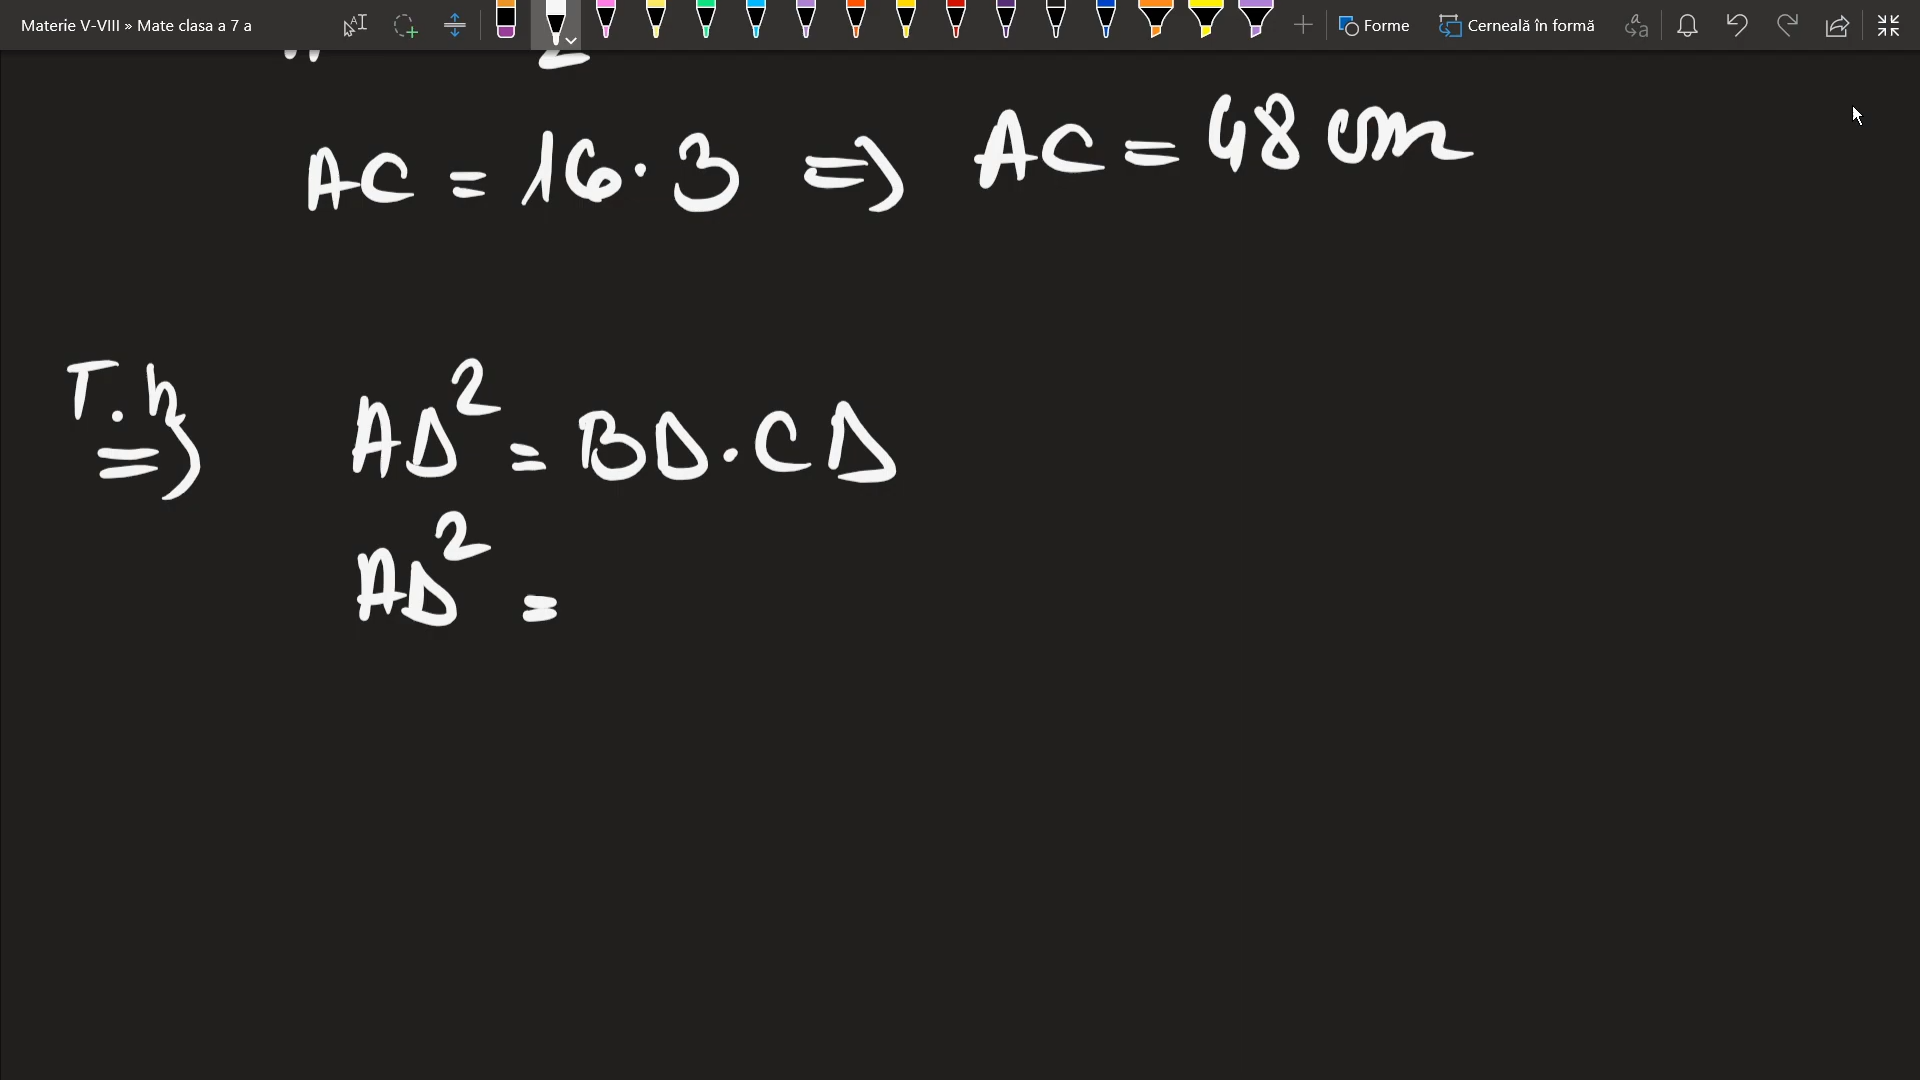 Materie V-VIII » Mate clasa a 7 a
Forme
Cerneală în formă
AC = 16 · 3 => AC = 48 cm
T.h
=> AD² = BD · CD
AD² =